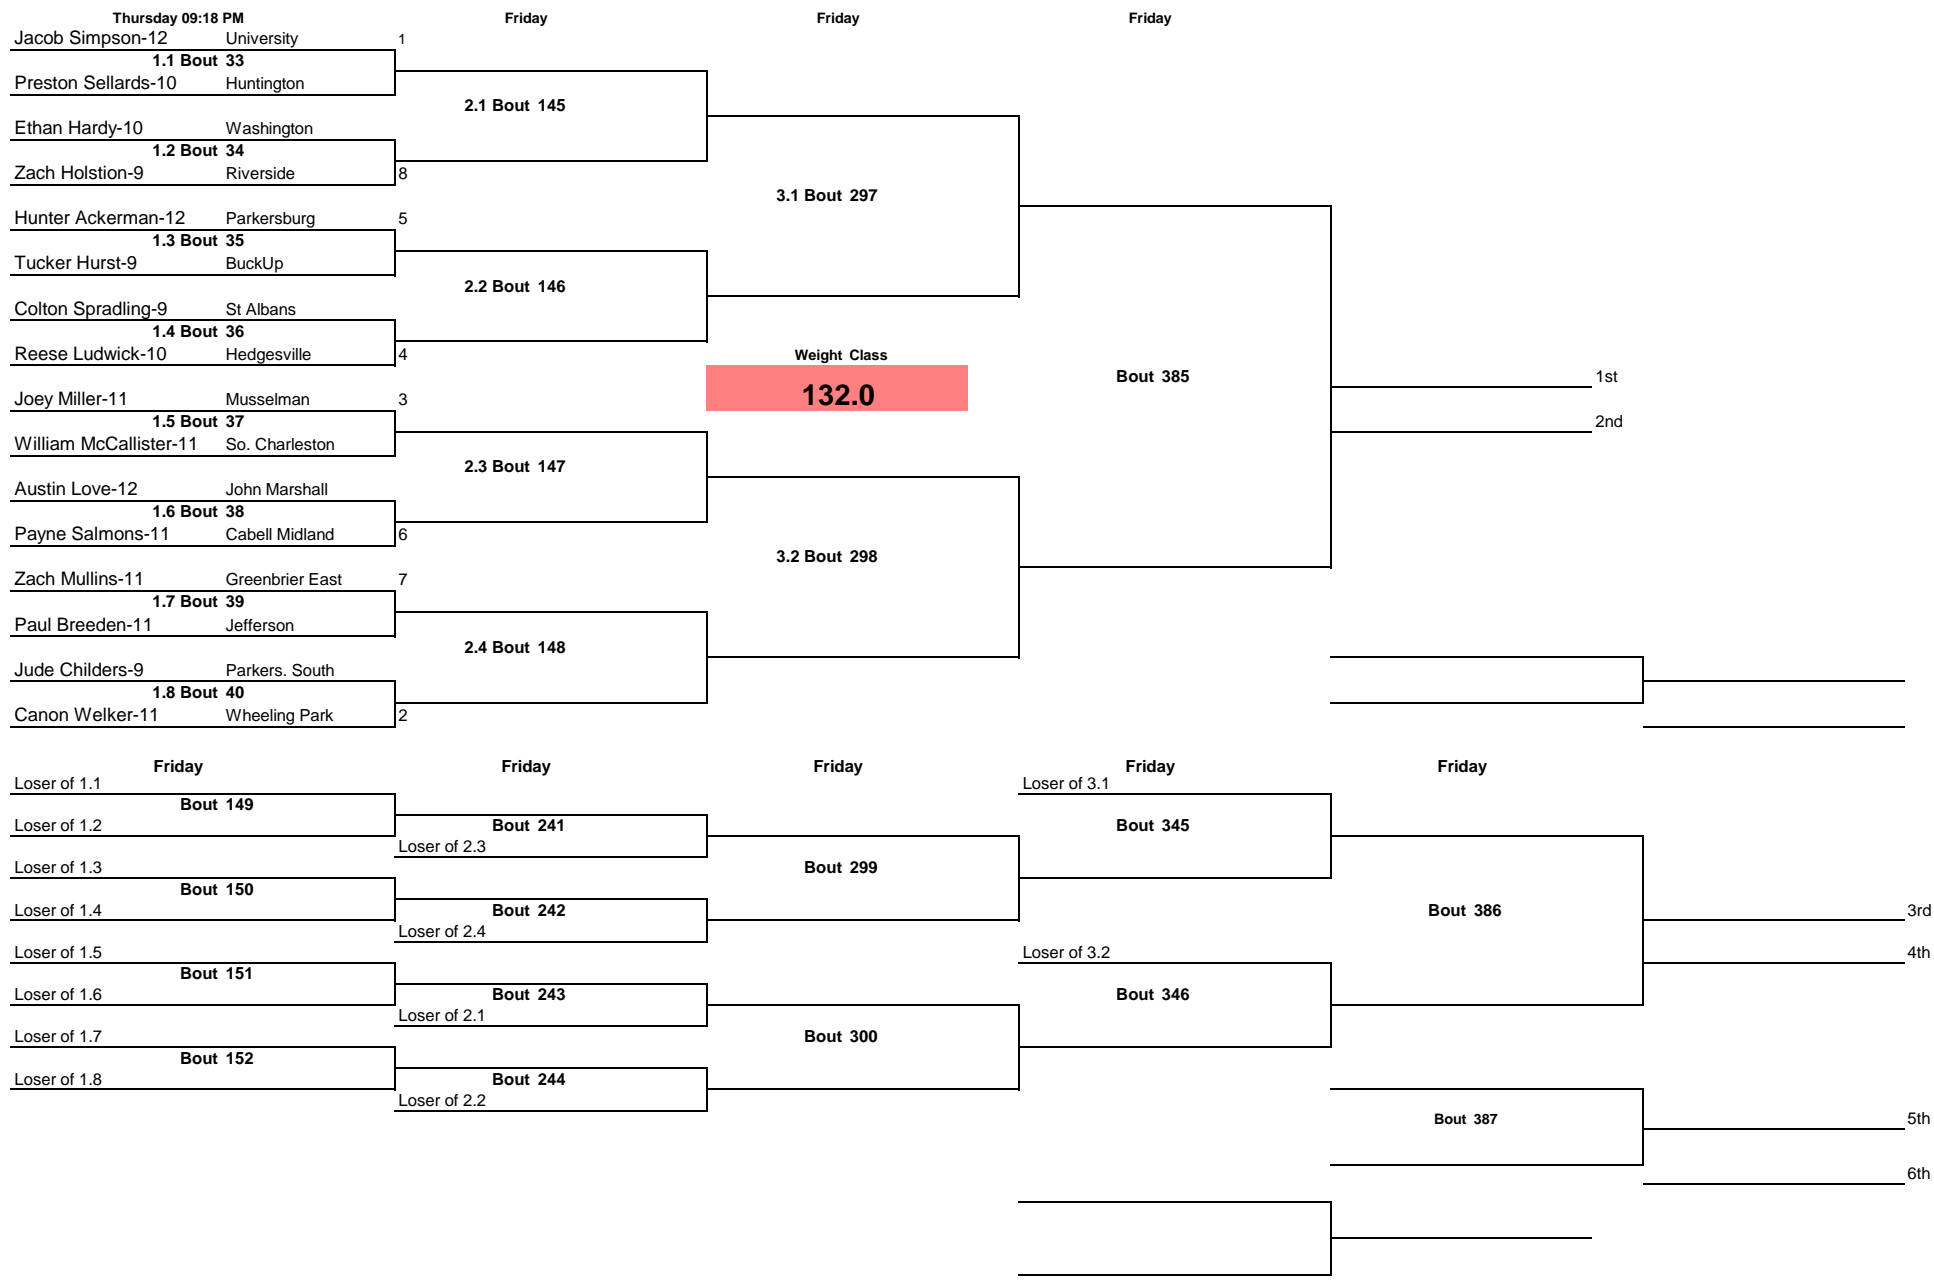 Thursday 09:18 PM Friday Friday Friday
Jacob Simpson-12 University 1
1.1 Bout 33
Preston Sellards-10 Huntington
2.1 Bout 145
Ethan Hardy-10 Washington
1.2 Bout 34
Zach Holstion-9 Riverside 8
3.1 Bout 297
Hunter Ackerman-12 Parkersburg 5
1.3 Bout 35
Tucker Hurst-9 BuckUp
2.2 Bout 146
Colton Spradling-9 St Albans
1.4 Bout 36
Reese Ludwick-10 Hedgesville 4 Weight Class
Bout 385 1st
132.0
Joey Miller-11 Musselman 3
1.5 Bout 37 2nd
William McCallister-11 So. Charleston
2.3 Bout 147
Austin Love-12 John Marshall
1.6 Bout 38
Payne Salmons-11 Cabell Midland 6
3.2 Bout 298
Zach Mullins-11 Greenbrier East 7
1.7 Bout 39
Paul Breeden-11 Jefferson
2.4 Bout 148
Jude Childers-9 Parkers. South
1.8 Bout 40
Canon Welker-11 Wheeling Park 2
Friday Friday Friday Friday Friday
Loser of 1.1 Loser of 3.1
Bout 149
Loser of 1.2 Bout 241 Bout 345
Loser of 2.3
Loser of 1.3 Bout 299
Bout 150
Loser of 1.4 Bout 242 Bout 386 3rd
Loser of 2.4
Loser of 1.5 Loser of 3.2 4th
Bout 151
Loser of 1.6 Bout 243 Bout 346
Loser of 2.1
Loser of 1.7 Bout 300
Bout 152
Loser of 1.8 Bout 244
Loser of 2.2
Bout 387 5th
6th